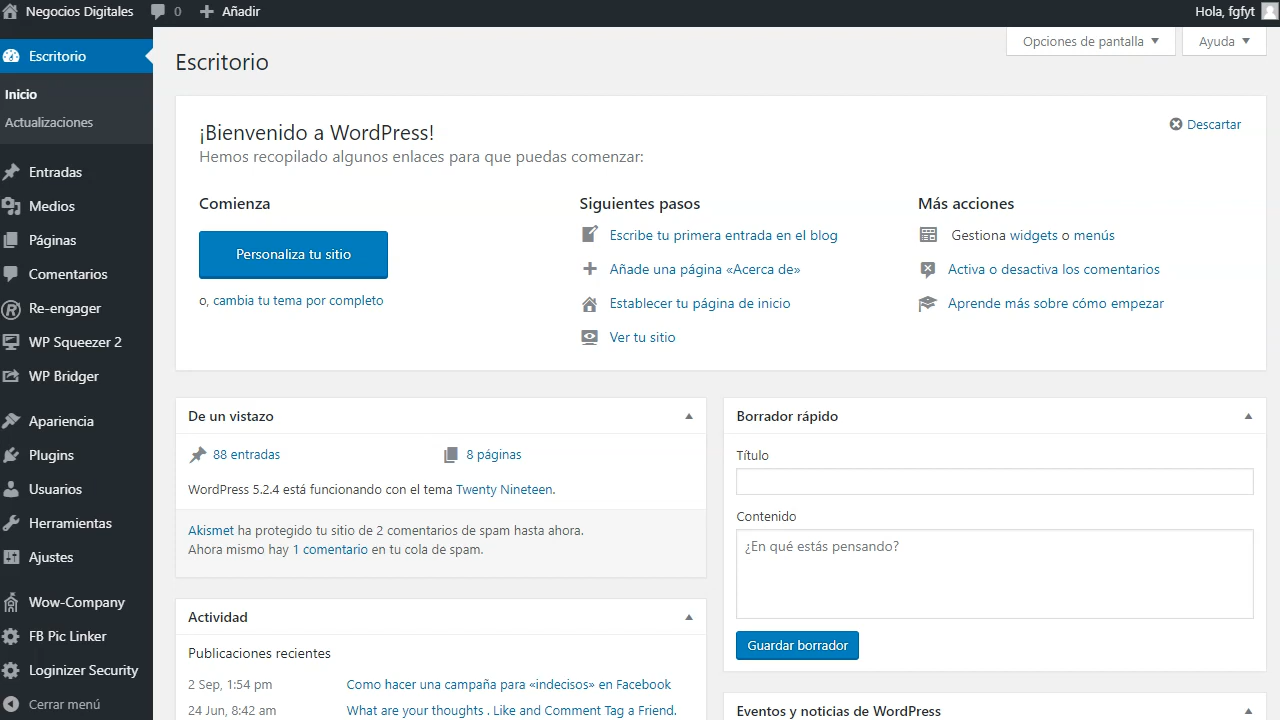 Negocios Digitales 0 Añadir Hola, fgfyt
Escritorio
Inicio
Actualizaciones
Entradas
Medios
Páginas
Comentarios
Re-engager
WP Squeezer 2
WP Bridger
Apariencia
Plugins
Usuarios
Herramientas
Ajustes
Wow-Company
FB Pic Linker
Loginizer Security
Cerrar menú
Opciones de pantalla Ayuda
Escritorio
¡Bienvenido a WordPress!
Descartar
Hemos recopilado algunos enlaces para que puedas comenzar:
Comienza
Personaliza tu sitio
o, cambia tu tema por completo
Siguientes pasos
Escribe tu primera entrada en el blog
Añade una página «Acerca de»
Establecer tu página de inicio
Ver tu sitio
Más acciones
Gestiona widgets o menús
Activa o desactiva los comentarios
Aprende más sobre cómo empezar
De un vistazo
88 entradas 8 páginas
WordPress 5.2.4 está funcionando con el tema Twenty Nineteen.
Akismet ha protegido tu sitio de 2 comentarios de spam hasta ahora.
Ahora mismo hay 1 comentario en tu cola de spam.
Actividad
Publicaciones recientes
2 Sep, 1:54 pm Como hacer una campaña para «indecisos» en Facebook
24 Jun, 8:42 am What are your thoughts . Like and Comment Tag a Friend.
Borrador rápido
Título
Contenido
¿En qué estás pensando?
Guardar borrador
Eventos y noticias de WordPress